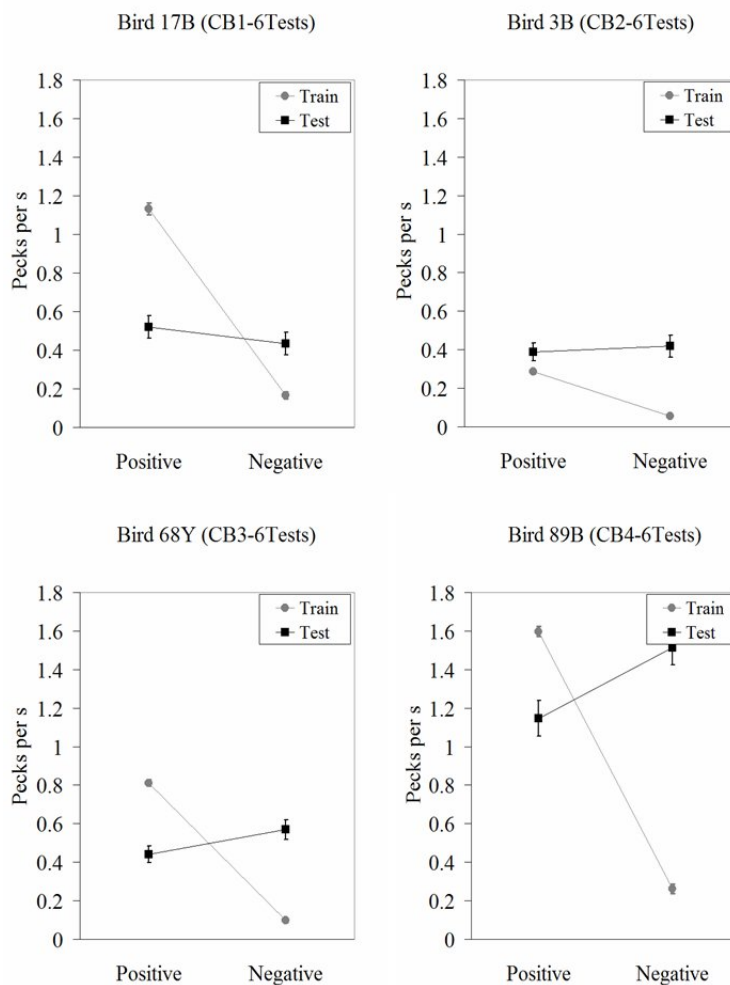 Bird 17B (CB1-6Tests)
1.8
1.6
1.4
1.2
1
0.8
0.6
0.4
0.2
0
Pecks per s
Train
Test
Positive
Negative
Bird 3B (CB2-6Tests)
1.8
1.6
1.4
1.2
1
0.8
0.6
0.4
0.2
0
Pecks per s
Train
Test
Positive
Negative
Bird 68Y (CB3-6Tests)
1.8
1.6
1.4
1.2
1
0.8
0.6
0.4
0.2
0
Pecks per s
Train
Test
Positive
Negative
Bird 89B (CB4-6Tests)
1.8
1.6
1.4
1.2
1
0.8
0.6
0.4
0.2
0
Pecks per s
Train
Test
Positive
Negative